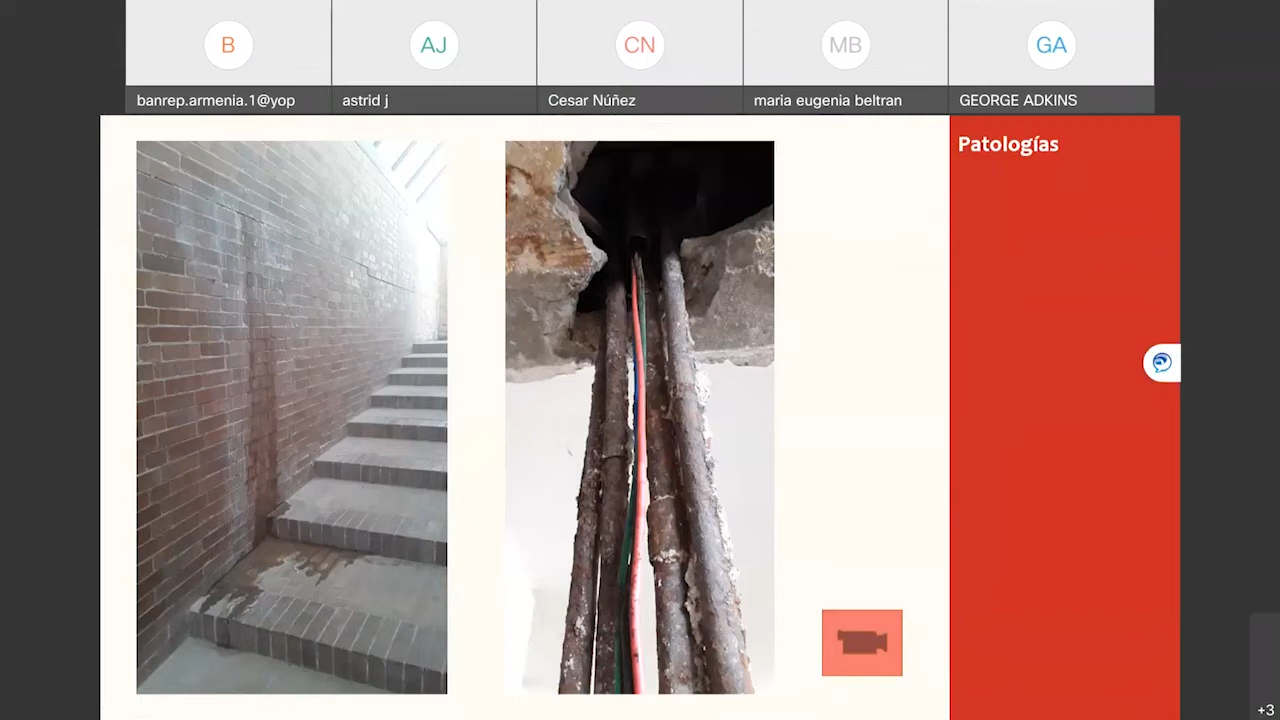 B
AJ
CN
MB
GA
banrep.armenia.1@yop
astrid j
Cesar Núñez
maria eugenia beltran
GEORGE ADKINS
Patologías
+3